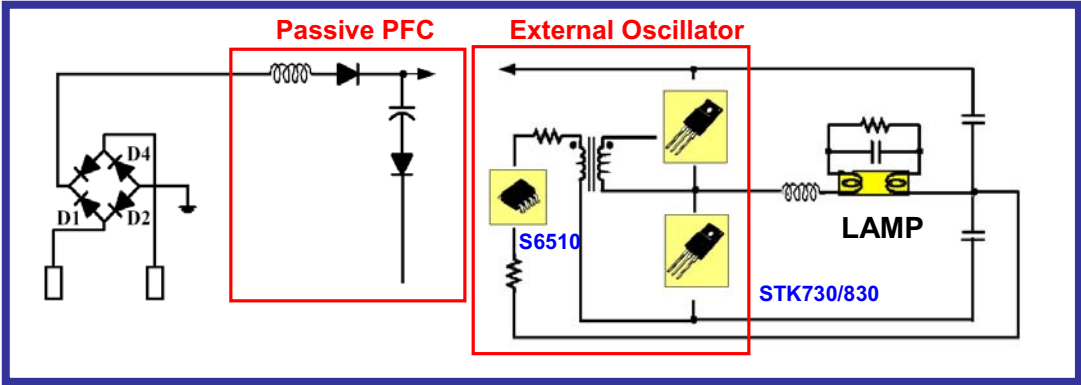 Passive PFC
External Oscillator
D4
D1
D2
S6510
LAMP
STK730/830